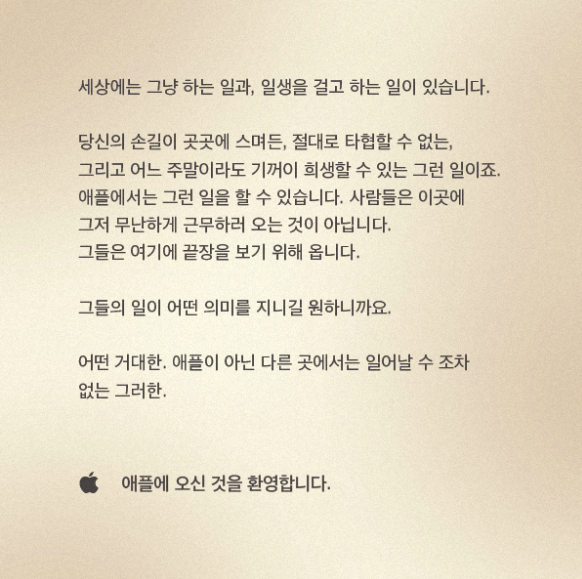 세상에는 그냥 하는 일과, 일생을 걸고 하는 일이 있습니다.
당신의 손길이 곳곳에 스며든, 절대로 타협할 수 없는,
그리고 어느 주말이라도 기꺼이 희생할 수 있는 그런 일이죠.
애플에서는 그런 일을 할 수 있습니다. 사람들은 이곳에
그저 무난하게 근무하러 오는 것이 아닙니다.
그들은 여기에 끝장을 보기 위해 옵니다.
그들의 일이 어떤 의미를 지니길 원하니까요.
어떤 거대한. 애플이 아닌 다른 곳에서는 일어날 수 조차
없는 그러한.
애플에 오신 것을 환영합니다.